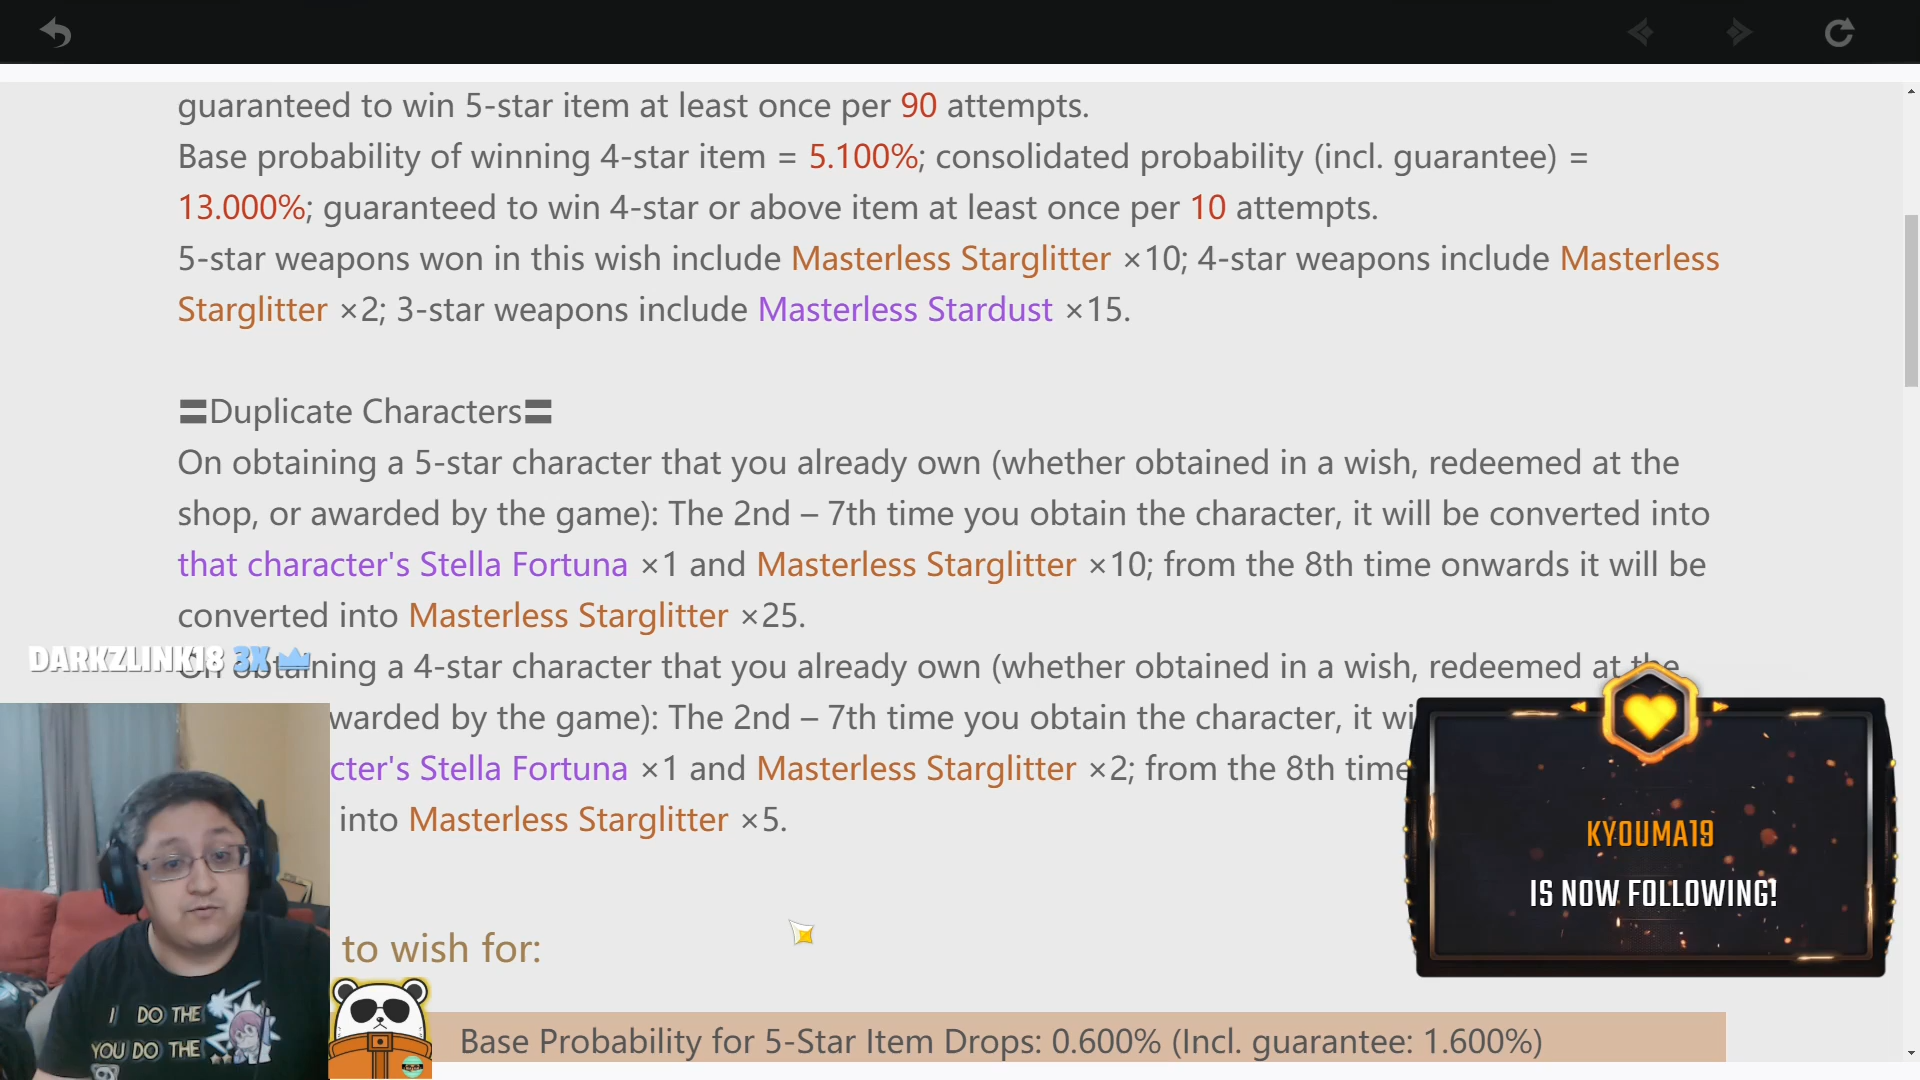 guaranteed to win 5-star item at least once per 90 attempts.
Base probability of winning 4-star item = 5.100%; consolidated probability (incl. guarantee) =
13.000%; guaranteed to win 4-star or above item at least once per 10 attempts.
5-star weapons won in this wish include Masterless Starglitter ×10; 4-star weapons include Masterless
Starglitter ×2; 3-star weapons include Masterless Stardust ×15.
〓Duplicate Characters〓
On obtaining a 5-star character that you already own (whether obtained in a wish, redeemed at the
shop, or awarded by the game): The 2nd – 7th time you obtain the character, it will be converted into
that character's Stella Fortuna ×1 and Masterless Starglitter ×10; from the 8th time onwards it will be
converted into Masterless Starglitter ×25.
DARKZLINK18 3X
On obtaining a 4-star character that you already own (whether obtained in a wish, redeemed at the
warded by the game): The 2nd – 7th time you obtain the character, it wi
cter's Stella Fortuna ×1 and Masterless Starglitter ×2; from the 8th time
into Masterless Starglitter ×5.
KYOUMA19
IS NOW FOLLOWING!
to wish for:
I DO THE
YOU DO THE
Base Probability for 5-Star Item Drops: 0.600% (Incl. guarantee: 1.600%)